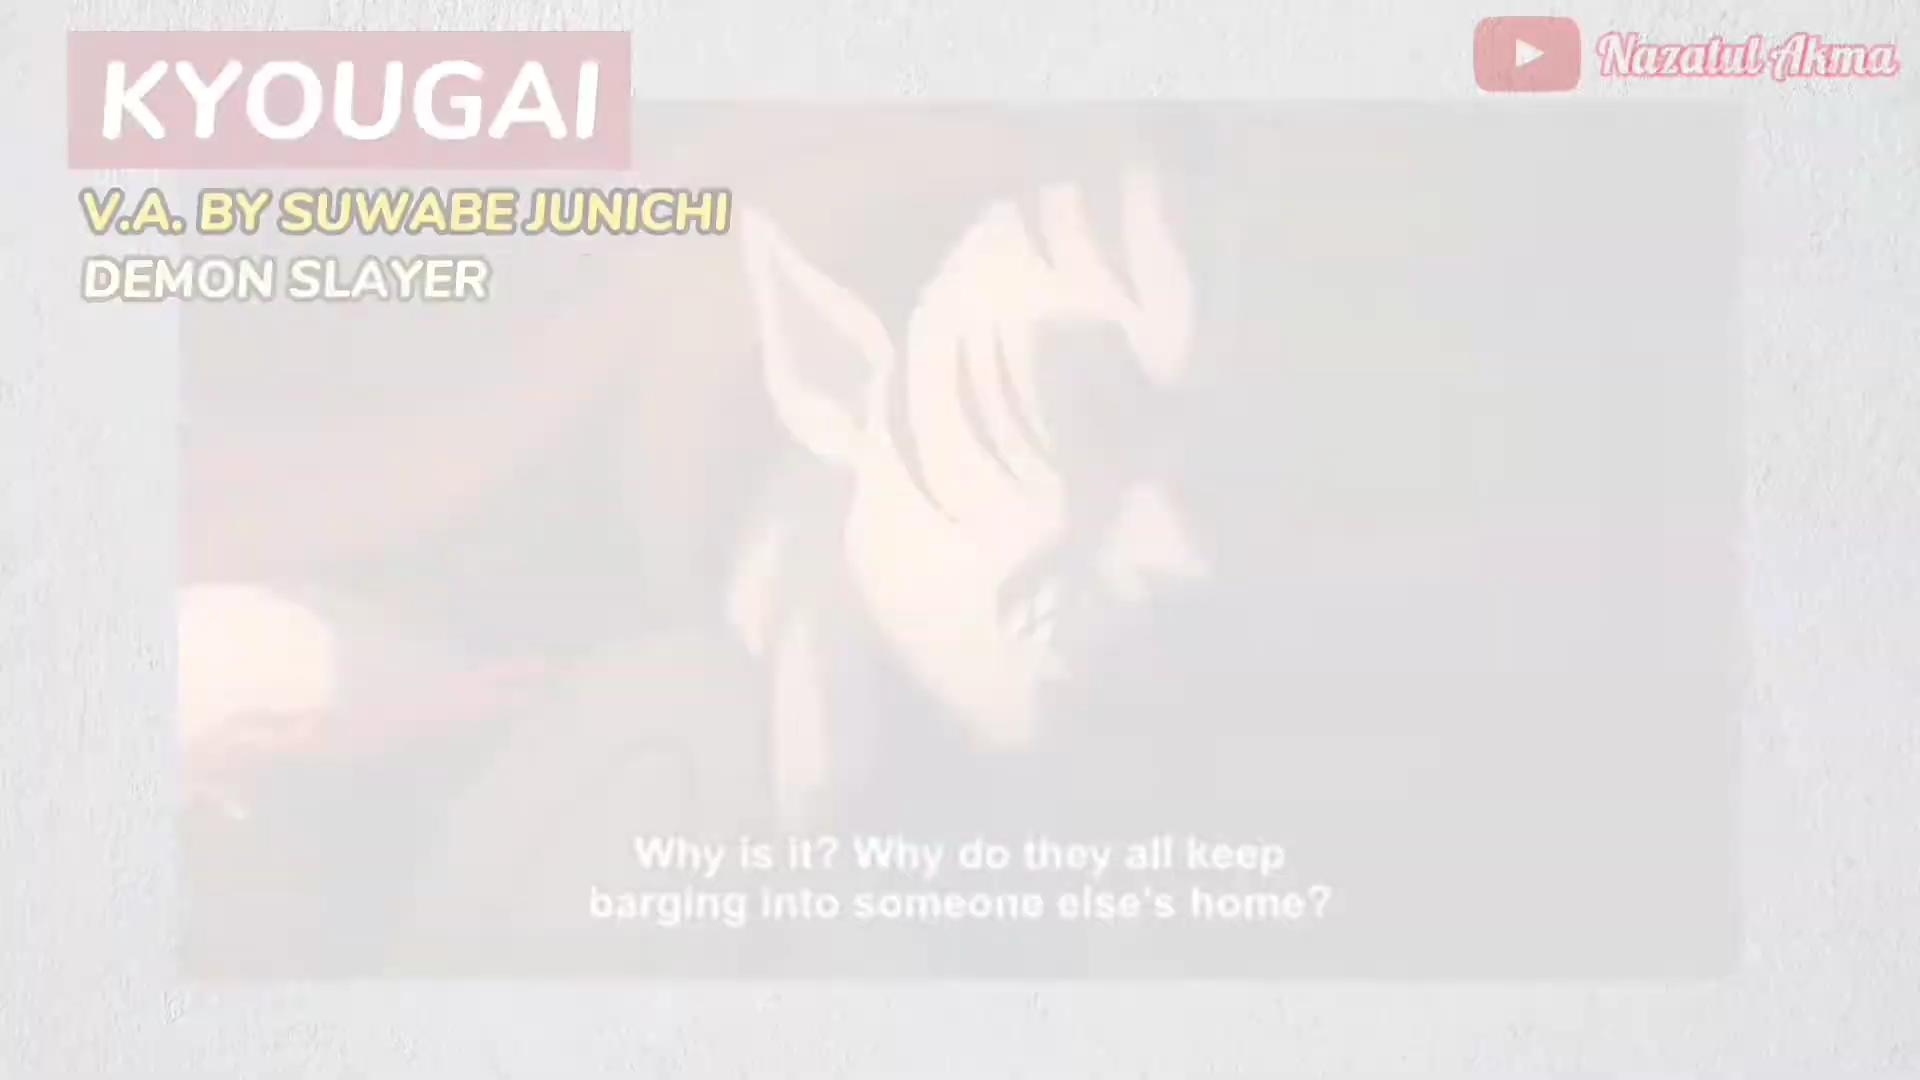 KYOUGAI
Nazatul Akma
V.A. BY SUWABE JUNICHI
DEMON SLAYER
Why is it? Why do they all keep
barging into someone else's home?